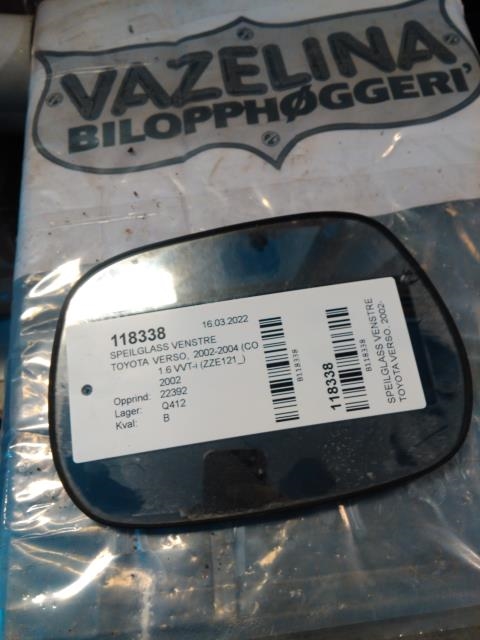 VAZELINA
BILOPPHØGGERI'
118338 16.03.2022
SPEILGLASS VENSTRE
TOYOTA VERSO, 2002-2004 (CO
1.6 VVT-i (ZZE121_)
2002
Opprind: 22392
Lager: Q412
Kval: B
B118338
118338
B118338
SPEILGLASS VENSTRE
TOYOTA VERSO, 2002-